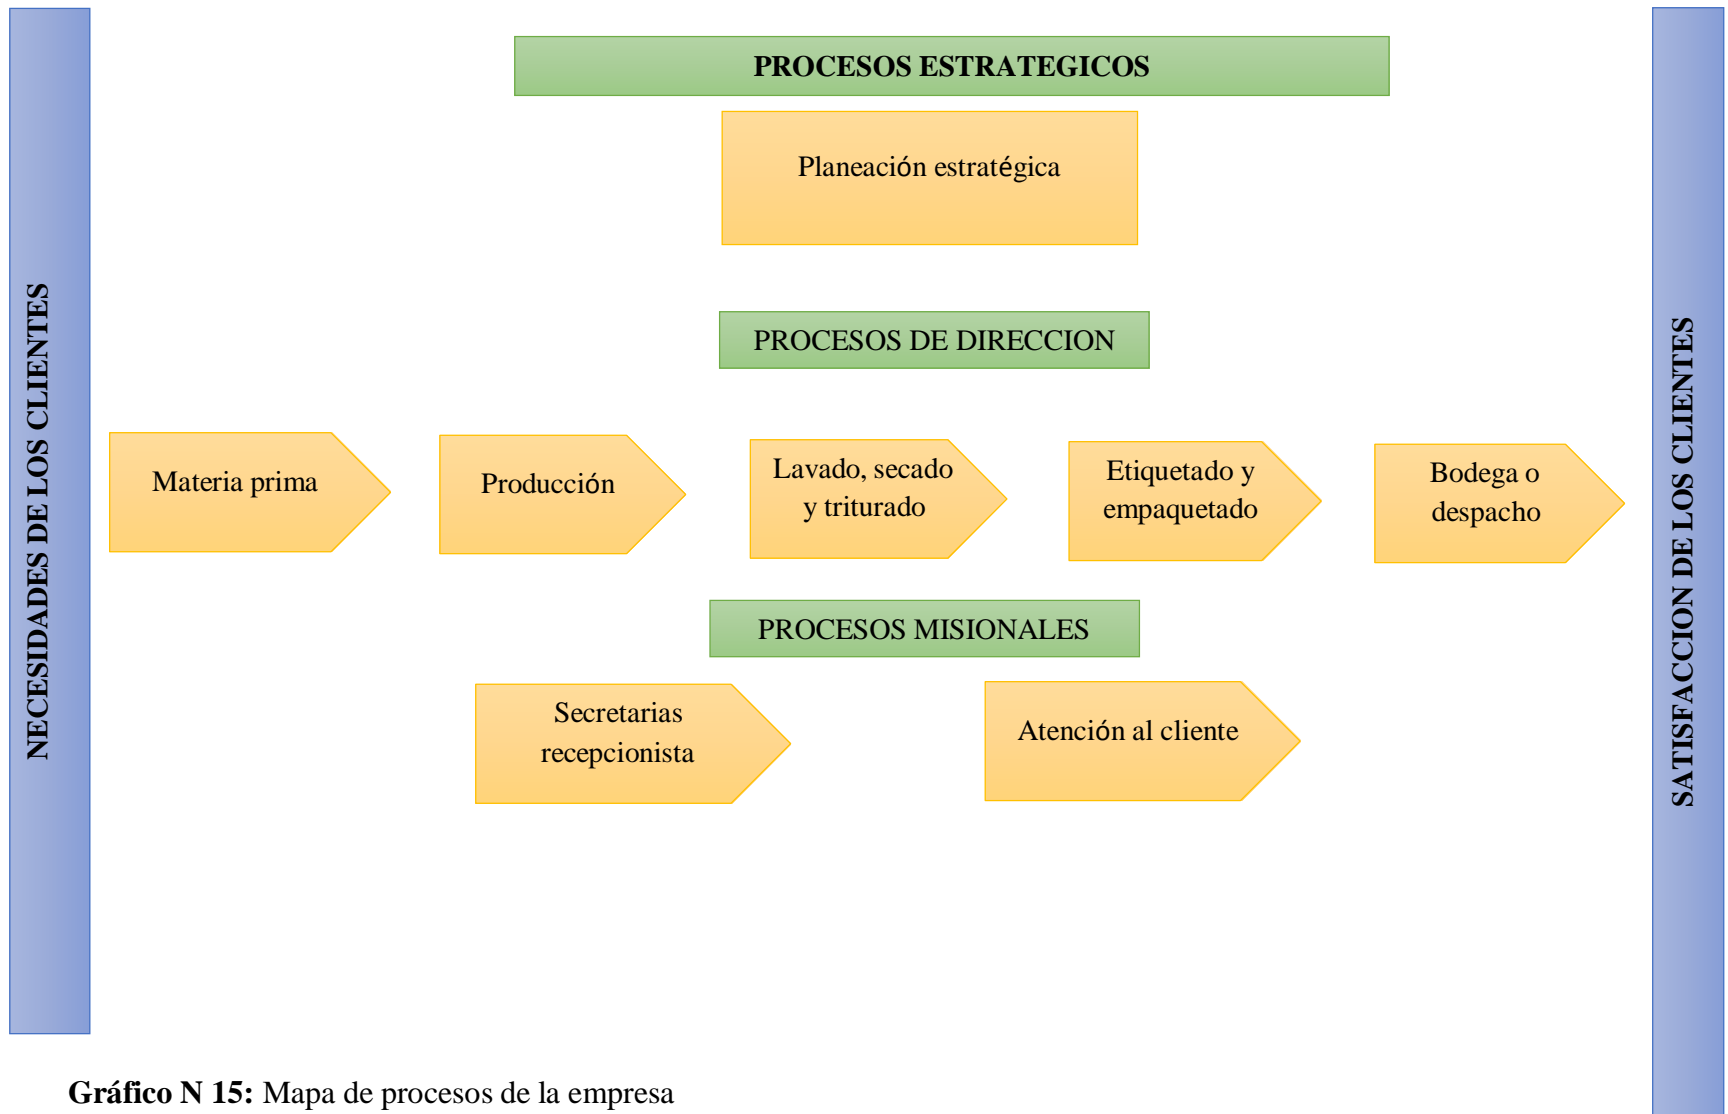 NECESIDADES DE LOS CLIENTES
PROCESOS ESTRATEGICOS
Planeación estratégica
PROCESOS DE DIRECCION
Materia prima
Producción
Lavado, secado
y triturado
Etiquetado y
empaquetado
Bodega o
despacho
PROCESOS MISIONALES
Secretarias
recepcionista
Atención al cliente
SATISFACCION DE LOS CLIENTES
Gráfico N 15: Mapa de procesos de la empresa